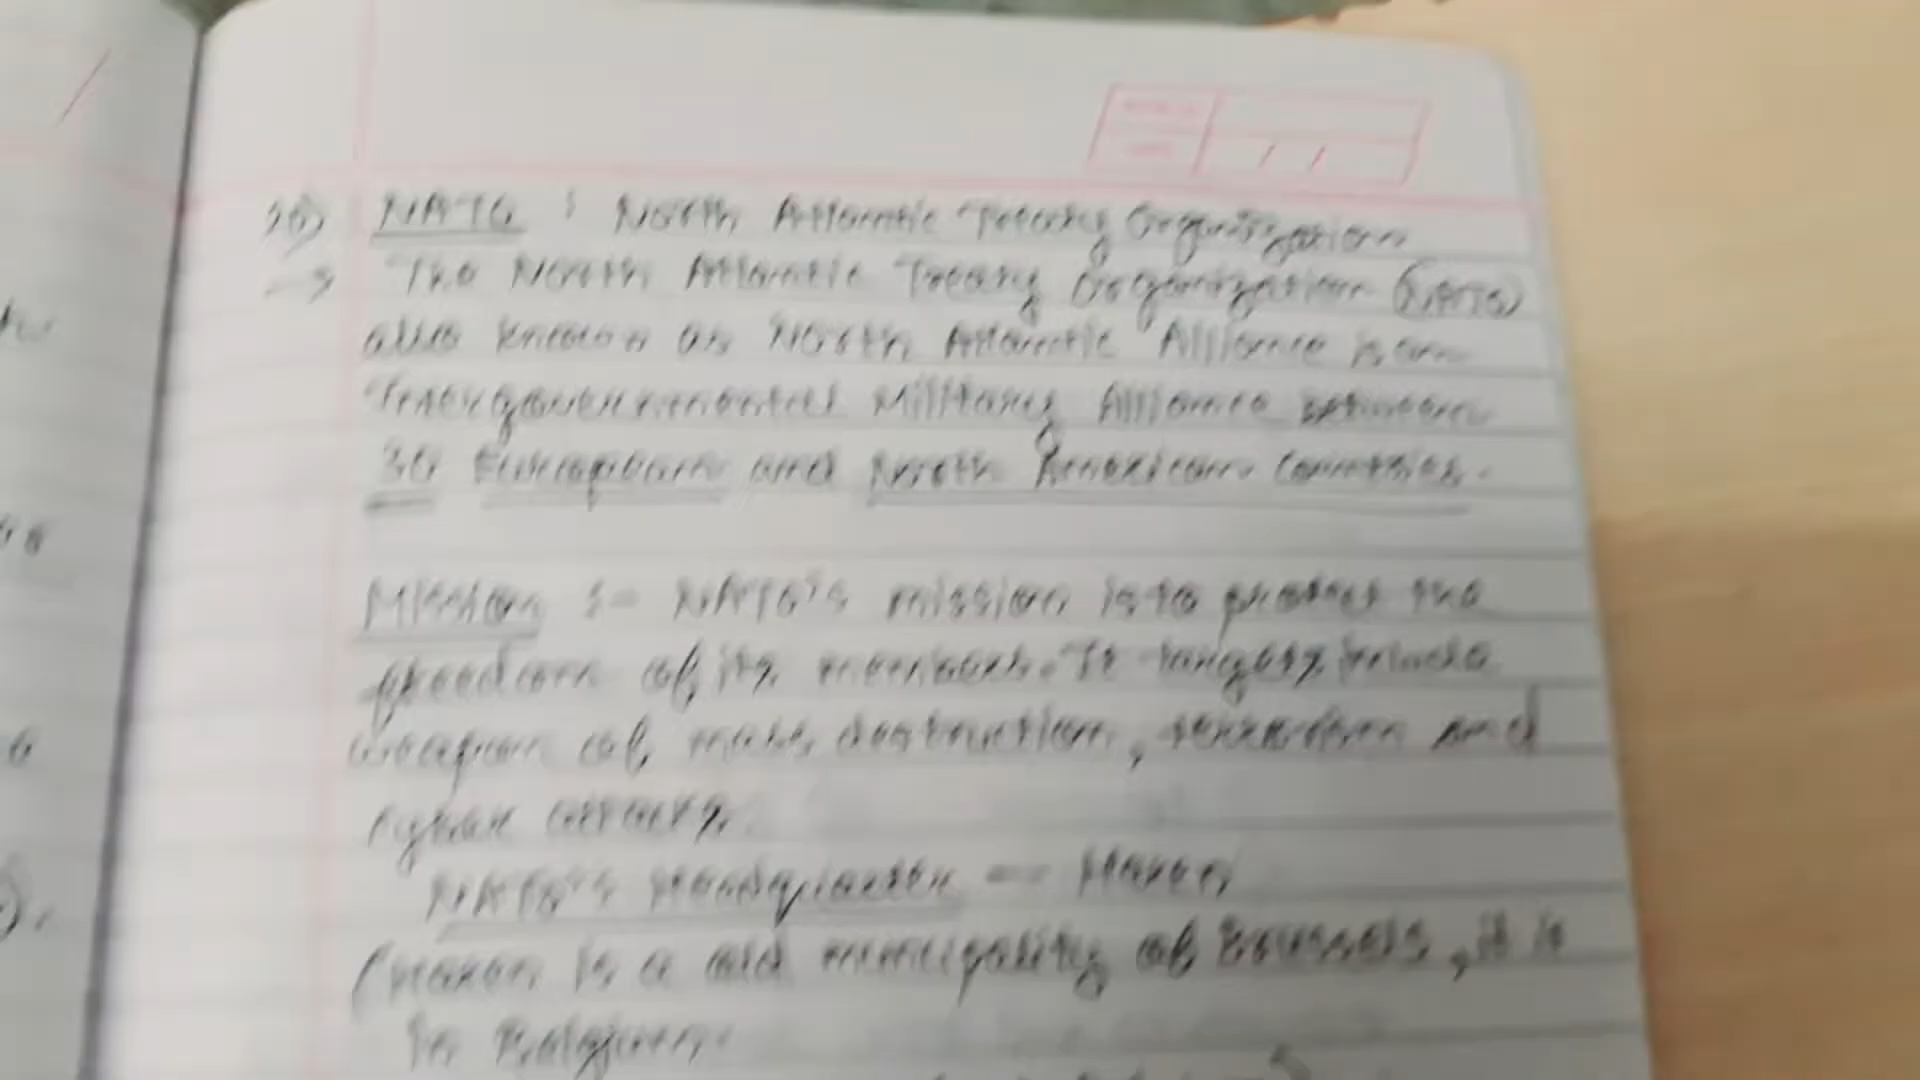 NATO : North Atlantic Treaty Organization
→ The North Atlantic Treaty Organization (NATO)
also known as North Atlantic Alliance is an
Intergovernmental Military Alliance between
30 European and North American Countries.
Mission :- NATO's mission is to protect the
freedom of its members. It targets include
weapon of mass destruction, terrorism and
cyber attacks.
NATO's Headquarter — Haren
(Haren is a old municipality of Brussels, it is
in Belgium